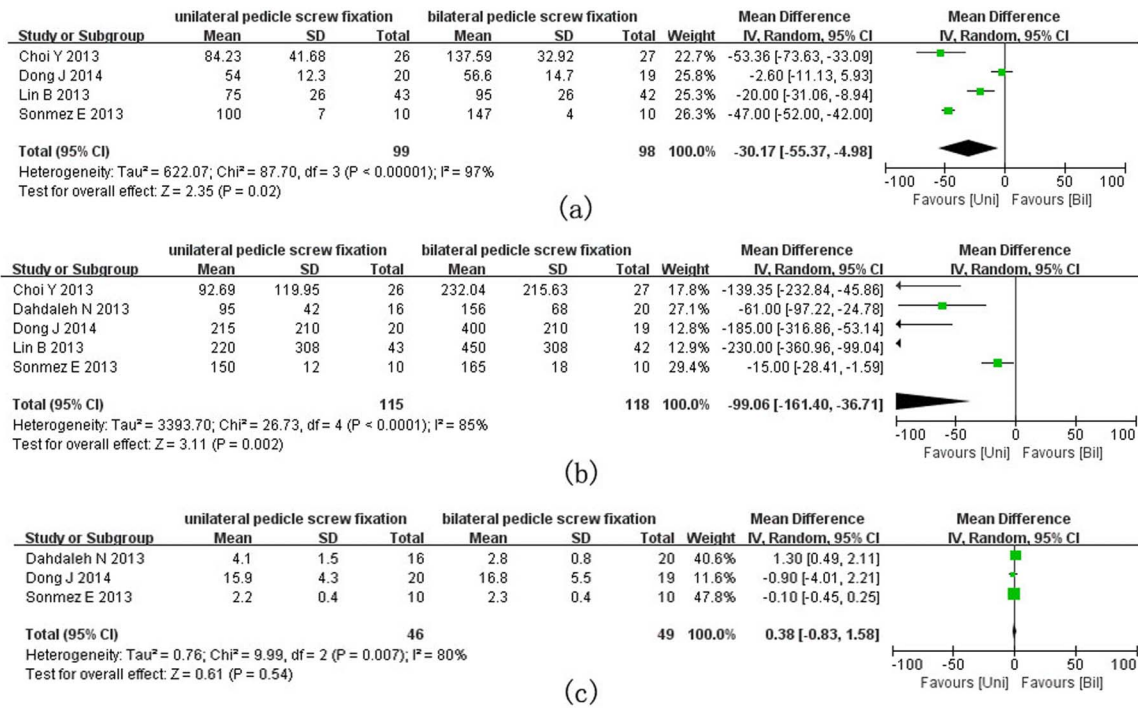 unilateral pedicle screw fixation bilateral pedicle screw fixation Mean Difference Mean Difference
Study or Subgroup Mean SD Total Mean SD Total Weight IV, Random, 95% CI IV, Random, 95% CI
Choi Y 2013 84.23 41.68 26 137.59 32.92 27 22.7% -53.36 [-73.63, -33.09]
Dong J 2014 54 12.3 20 56.6 14.7 19 25.8% -2.60 [-11.13, 5.93]
Lin B 2013 75 26 43 95 26 42 25.3% -20.00 [-31.06, -8.94]
Sonmez E 2013 100 7 10 147 4 10 26.3% -47.00 [-52.00, -42.00]
Total (95% CI) 99 98 100.0% -30.17 [-55.37, -4.98]
Heterogeneity: Tau² = 622.07; Chi² = 87.70, df = 3 (P < 0.00001); I² = 97%
Test for overall effect: Z = 2.35 (P = 0.02)
-100 -50 0 50 100
Favours [Uni] Favours [Bil]
(a)
unilateral pedicle screw fixation bilateral pedicle screw fixation Mean Difference Mean Difference
Study or Subgroup Mean SD Total Mean SD Total Weight IV, Random, 95% CI IV, Random, 95% CI
Choi Y 2013 92.69 119.95 26 232.04 215.63 27 17.8% -139.35 [-232.84, -45.86]
Dahdaleh N 2013 95 42 16 156 68 20 27.1% -61.00 [-97.22, -24.78]
Dong J 2014 215 210 20 400 210 19 12.8% -185.00 [-316.86, -53.14]
Lin B 2013 220 308 43 450 308 42 12.9% -230.00 [-360.96, -99.04]
Sonmez E 2013 150 12 10 165 18 10 29.4% -15.00 [-28.41, -1.59]
Total (95% CI) 115 118 100.0% -99.06 [-161.40, -36.71]
Heterogeneity: Tau² = 3393.70; Chi² = 26.73, df = 4 (P < 0.0001); I² = 85%
Test for overall effect: Z = 3.11 (P = 0.002)
-100 -50 0 50 100
Favours [Uni] Favours [Bil]
(b)
unilateral pedicle screw fixation bilateral pedicle screw fixation Mean Difference Mean Difference
Study or Subgroup Mean SD Total Mean SD Total Weight IV, Random, 95% CI IV, Random, 95% CI
Dahdaleh N 2013 4.1 1.5 16 2.8 0.8 20 40.6% 1.30 [0.49, 2.11]
Dong J 2014 15.9 4.3 20 16.8 5.5 19 11.6% -0.90 [-4.01, 2.21]
Sonmez E 2013 2.2 0.4 10 2.3 0.4 10 47.8% -0.10 [-0.45, 0.25]
Total (95% CI) 46 49 100.0% 0.38 [-0.83, 1.58]
Heterogeneity: Tau² = 0.76; Chi² = 9.99, df = 2 (P = 0.007); I² = 80%
Test for overall effect: Z = 0.61 (P = 0.54)
-100 -50 0 50 100
Favours [Uni] Favours [Bil]
(c)